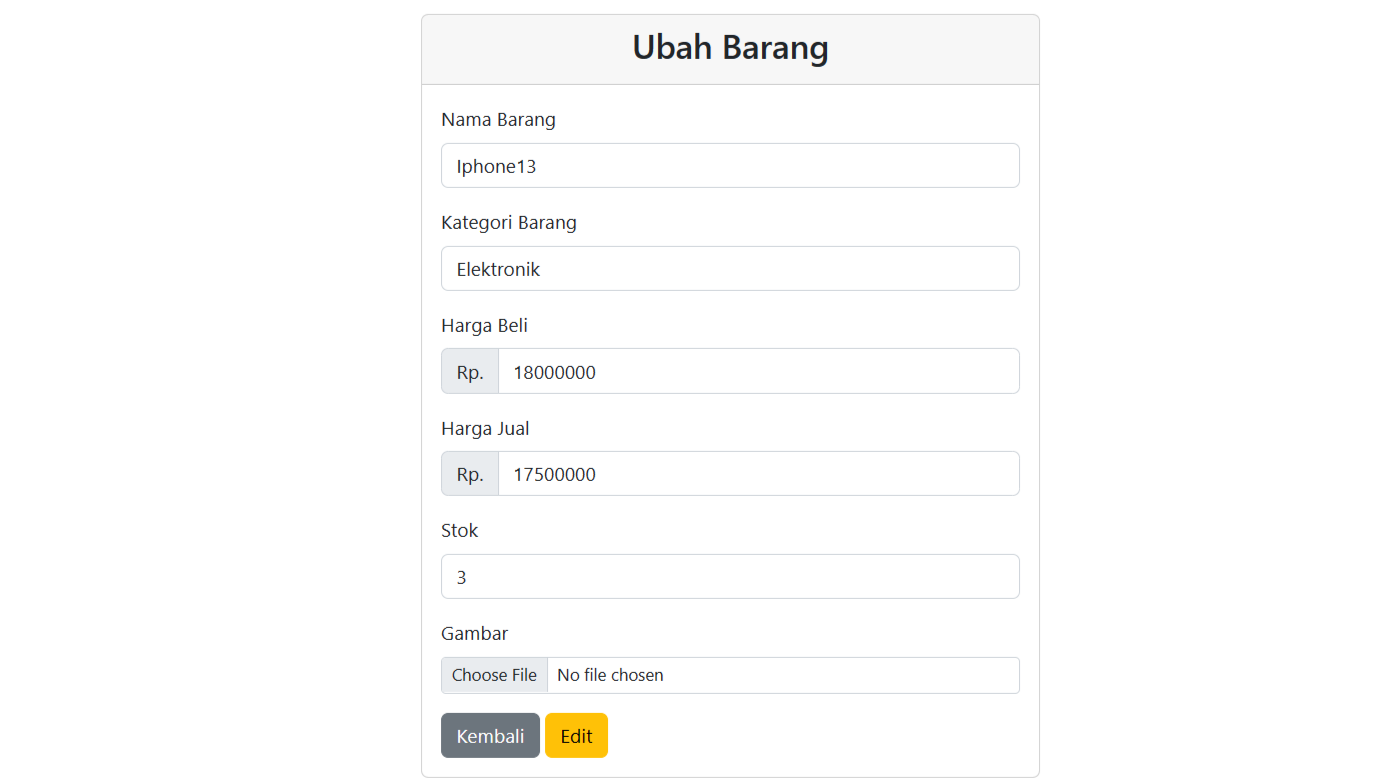 Ubah Barang
Nama Barang
Iphone13
Kategori Barang
Elektronik
Harga Beli
Rp. 18000000
Harga Jual
Rp. 17500000
Stok
3
Gambar
Choose File No file chosen
Kembali Edit